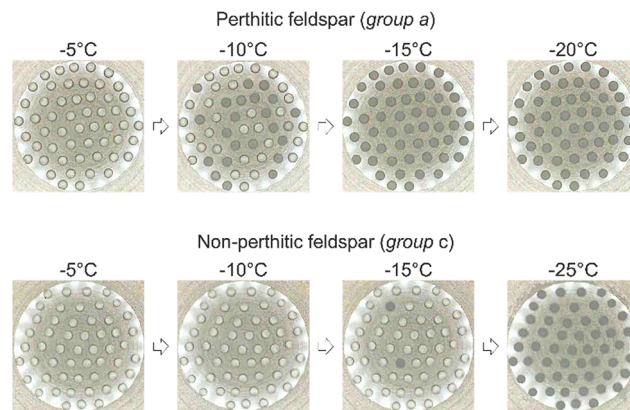 Perthitic feldspar (group a)
-5°C -10°C -15°C -20°C
Non-perthitic feldspar (group c)
-5°C -10°C -15°C -25°C